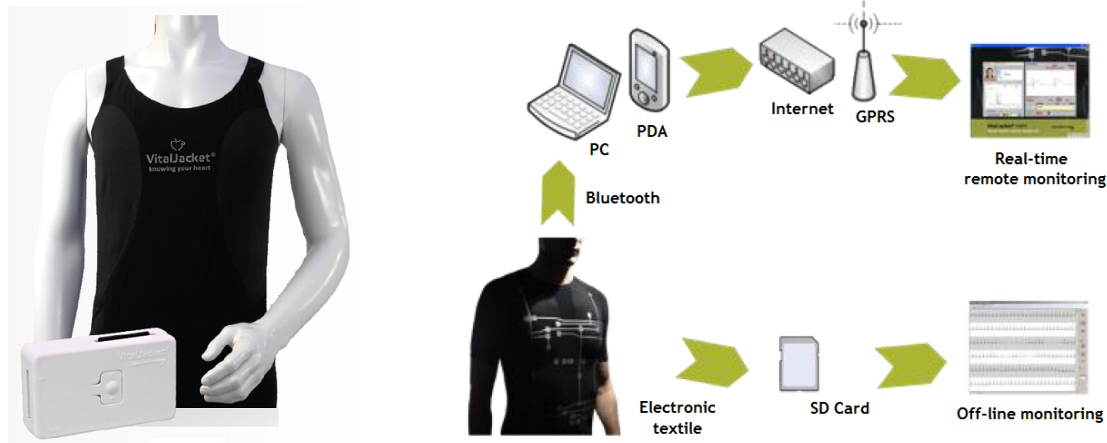 VitalJacket®
knowing your heart
VitalJacket
PC
PDA
Bluetooth
Internet
GPRS
Real-time
remote monitoring
Electronic
textile
SD Card
Off-line monitoring